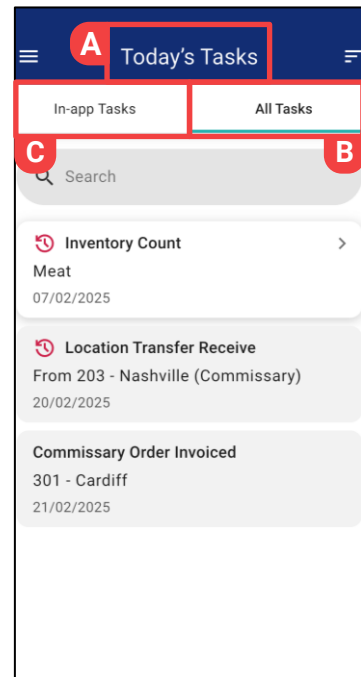 A
Today's Tasks
In-app Tasks
All Tasks
C
B
Search
Inventory Count
Meat
07/02/2025
Location Transfer Receive
From 203 - Nashville (Commissary)
20/02/2025
Commissary Order Invoiced
301 - Cardiff
21/02/2025